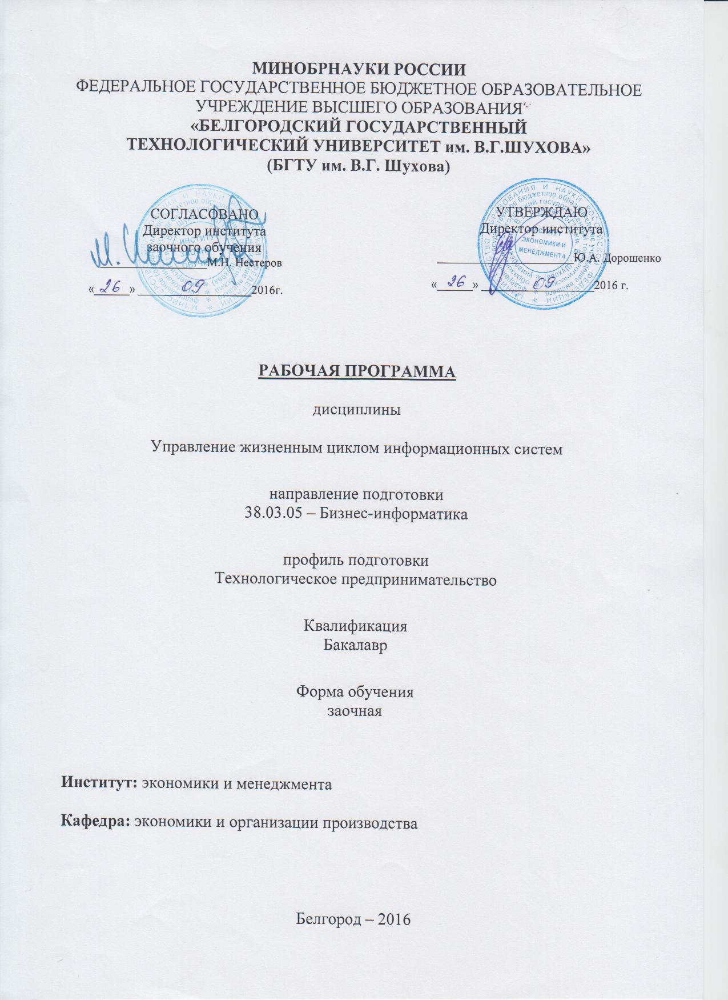 МИНОБРНАУКИ РОССИИ
ФЕДЕРАЛЬНОЕ ГОСУДАРСТВЕННОЕ БЮДЖЕТНОЕ ОБРАЗОВАТЕЛЬНОЕ
УЧРЕЖДЕНИЕ ВЫСШЕГО ОБРАЗОВАНИЯ
«БЕЛГОРОДСКИЙ ГОСУДАРСТВЕННЫЙ
ТЕХНОЛОГИЧЕСКИЙ УНИВЕРСИТЕТ им. В.Г.ШУХОВА»
(БГТУ им. В.Г. Шухова)
СОГЛАСОВАНО
Директор института
заочного обучения
М.Н. Нестеров
«26» 09 2016г.
УТВЕРЖДАЮ
Директор института
Ю.А. Дорошенко
«26» 09 2016 г.
ИНСТИТУТ
ЭКОНОМИКИ И
МЕНЕДЖМЕНТА
РАБОЧАЯ ПРОГРАММА
дисциплины
Управление жизненным циклом информационных систем
направление подготовки
38.03.05 – Бизнес-информатика
профиль подготовки
Технологическое предпринимательство
Квалификация
Бакалавр
Форма обучения
заочная
Институт: экономики и менеджмента
Кафедра: экономики и организации производства
Белгород – 2016